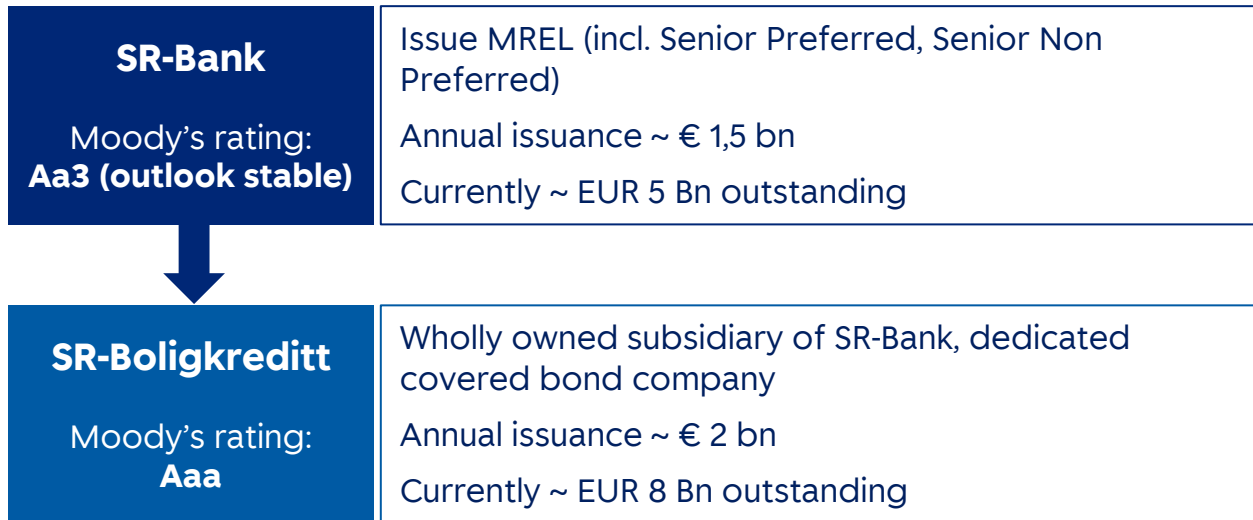 SR-Bank
Moody's rating:
Aa3 (outlook stable)
Issue MREL (incl. Senior Preferred, Senior Non
Preferred)
Annual issuance ~ € 1,5 bn
Currently ~ EUR 5 Bn outstanding
SR-Boligkreditt
Moody's rating:
Aaa
Wholly owned subsidiary of SR-Bank, dedicated
covered bond company
Annual issuance ~ € 2 bn
Currently ~ EUR 8 Bn outstanding